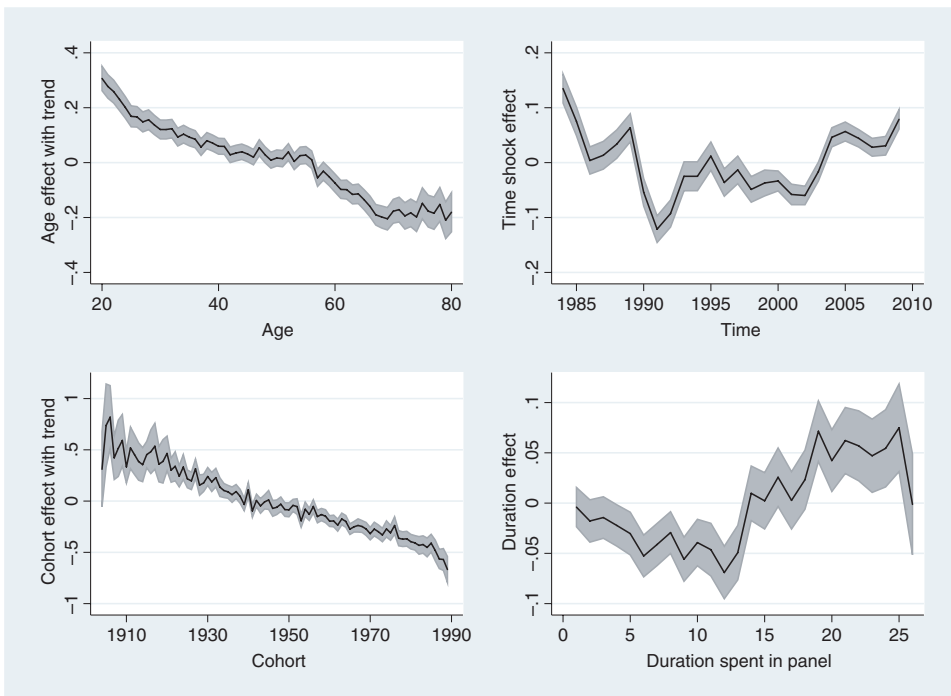 Age effect with trend
.4
.2
0
−.2
−.4
20 40 60 80
Age
Time shock effect
.2
.1
0
−.1
−.2
1985 1990 1995 2000 2005 2010
Time
Cohort effect with trend
1
.5
0
−.5
−1
1910 1930 1950 1970 1990
Cohort
Duration effect
.1
.05
0
−.05
−.1
0 5 10 15 20 25
Duration spent in panel